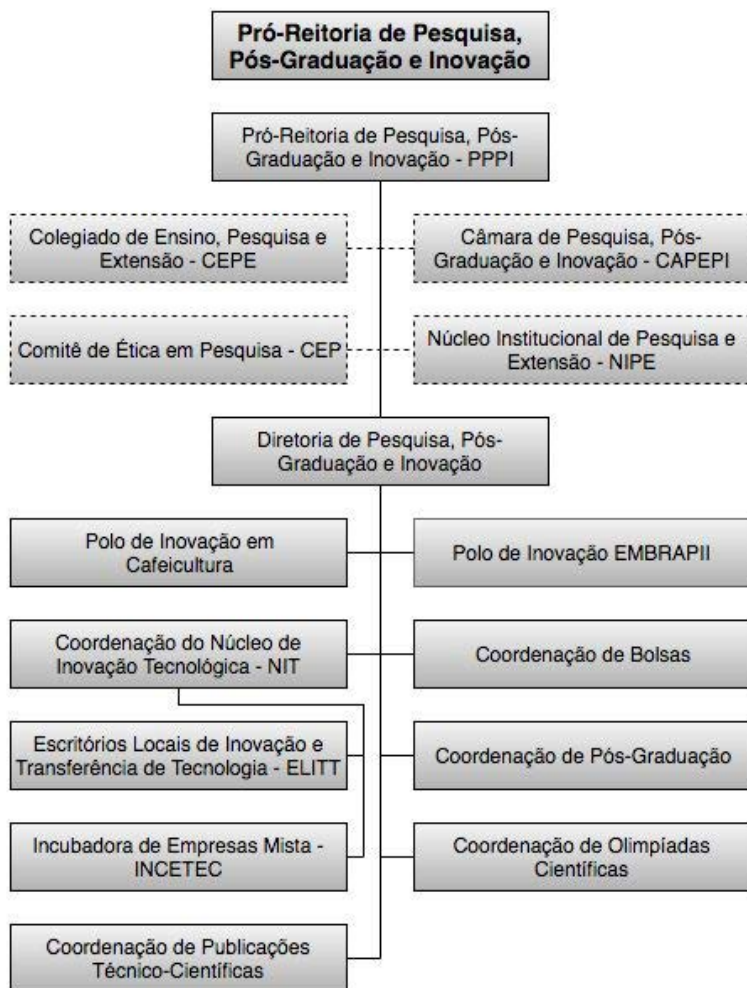 Pró-Reitoria de Pesquisa,
Pós-Graduação e Inovação
Pró-Reitoria de Pesquisa, Pós-
Graduação e Inovação - PPPI
Colegiado de Ensino, Pesquisa e
Extensão - CEPE
Câmara de Pesquisa, Pós-
Graduação e Inovação - CAPEPI
Comitê de Ética em Pesquisa - CEP
Núcleo Institucional de Pesquisa e
Extensão - NIPE
Diretoria de Pesquisa, Pós-
Graduação e Inovação
Polo de Inovação em
Cafeicultura
Polo de Inovação EMBRAPII
Coordenação do Núcleo de
Inovação Tecnológica - NIT
Coordenação de Bolsas
Escritórios Locais de Inovação e
Transferência de Tecnologia - ELITT
Coordenação de Pós-Graduação
Incubadora de Empresas Mista -
INCETEC
Coordenação de Olimpíadas
Científicas
Coordenação de Publicações
Técnico-Científicas